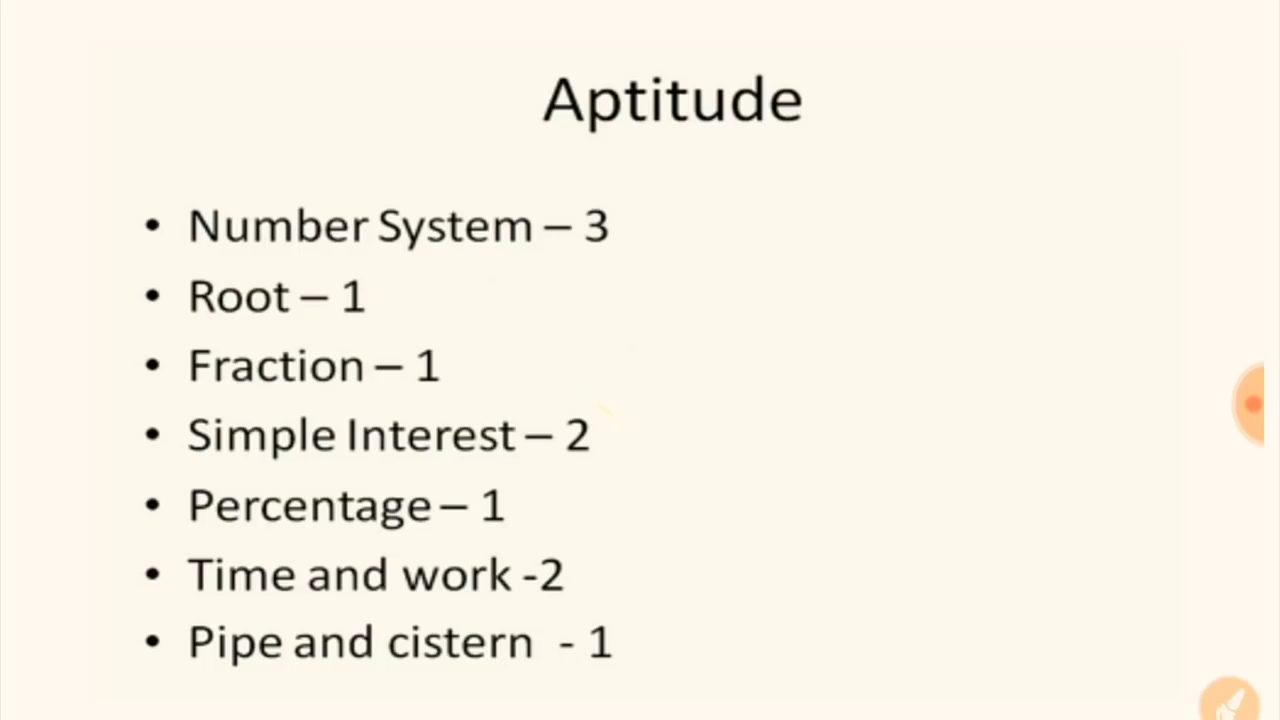 Aptitude
• Number System – 3
• Root – 1
• Fraction – 1
• Simple Interest – 2
• Percentage – 1
• Time and work -2
• Pipe and cistern  - 1